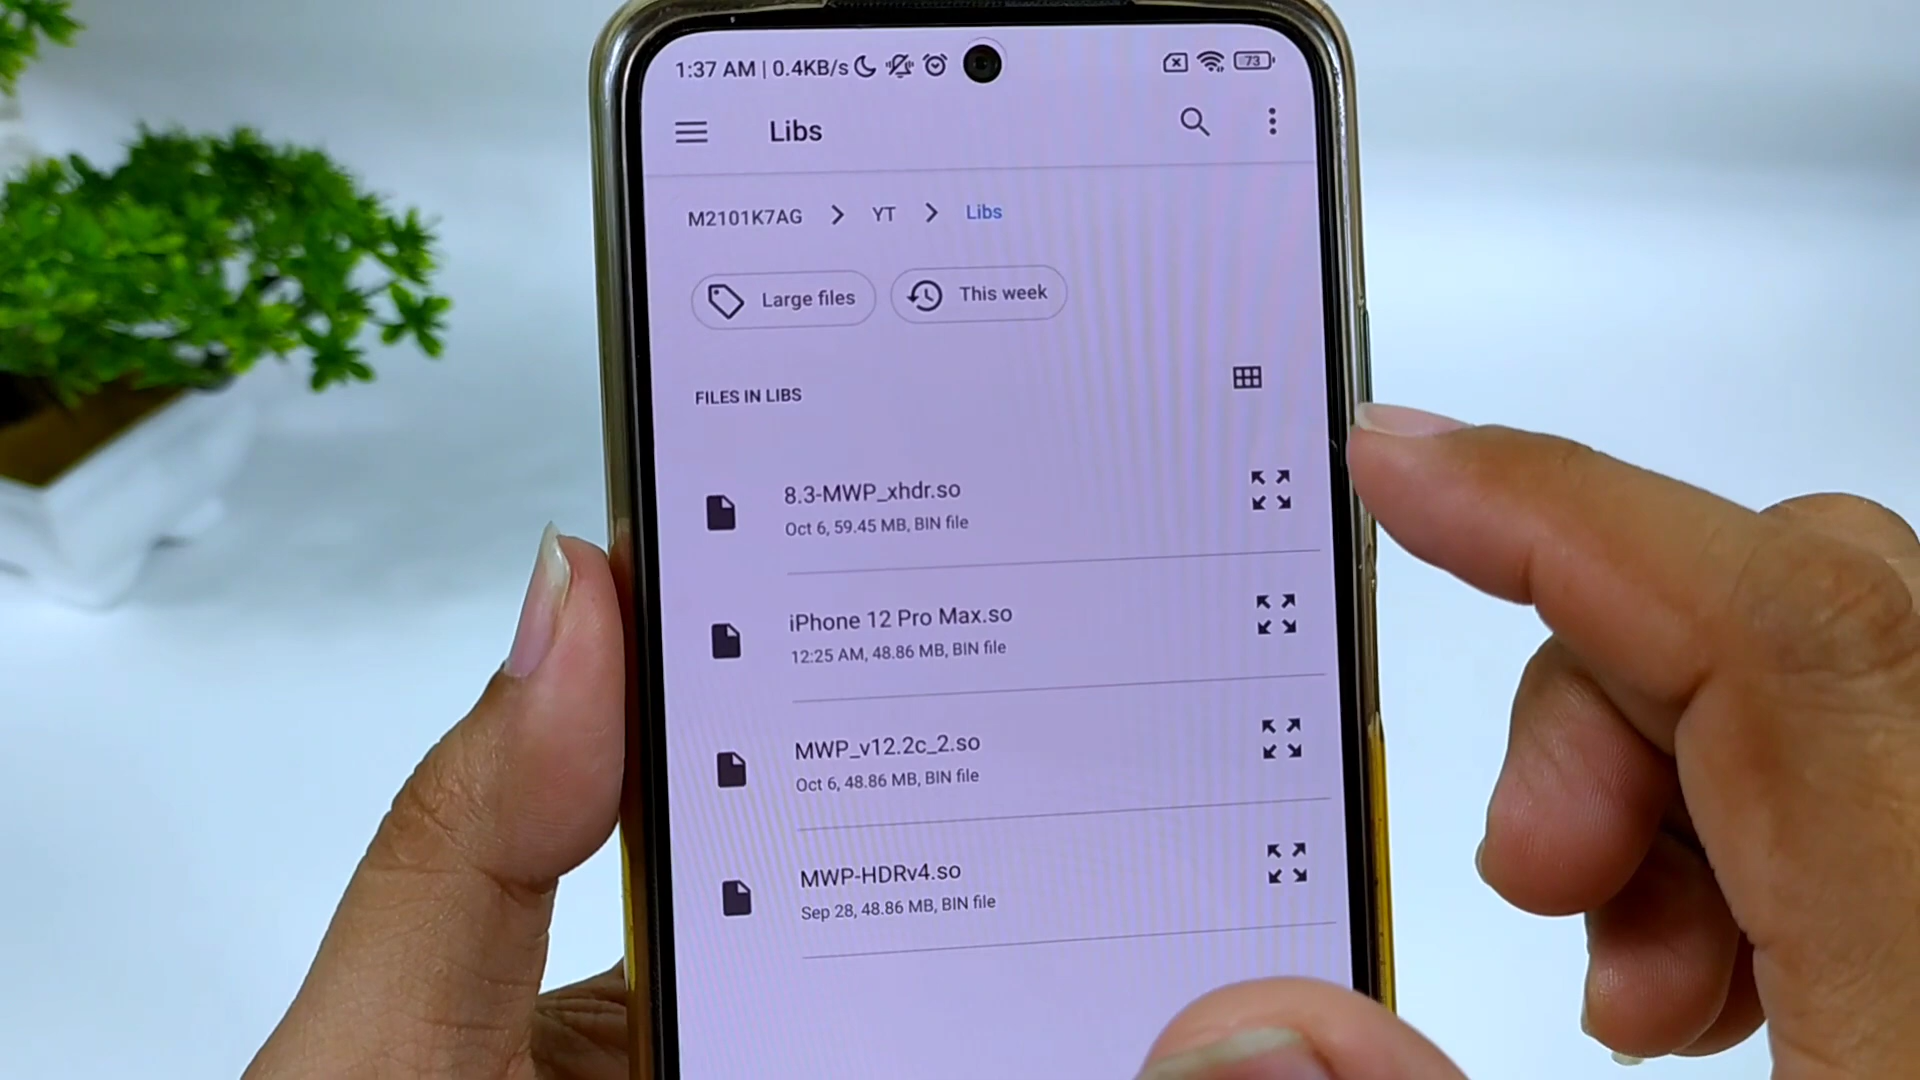 1:37 AM | 0.4KB/s
73
Libs
M2101K7AG > YT > Libs
Large files
This week
FILES IN LIBS
8.3-MWP_xhdr.so
Oct 6, 59.45 MB, BIN file
iPhone 12 Pro Max.so
12:25 AM, 48.86 MB, BIN file
MWP_v12.2c_2.so
Oct 6, 48.86 MB, BIN file
MWP-HDRv4.so
Sep 28, 48.86 MB, BIN file